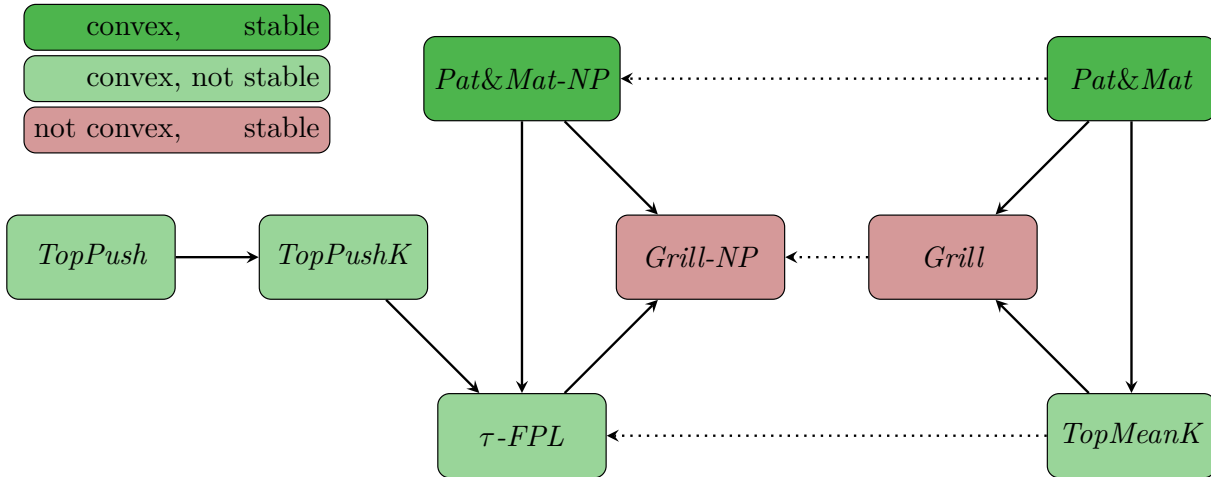 convex, stable
convex, not stable
not convex, stable
Pat&Mat-NP
Pat&Mat
TopPush
TopPushK
Grill-NP
Grill
τ-FPL
TopMeanK